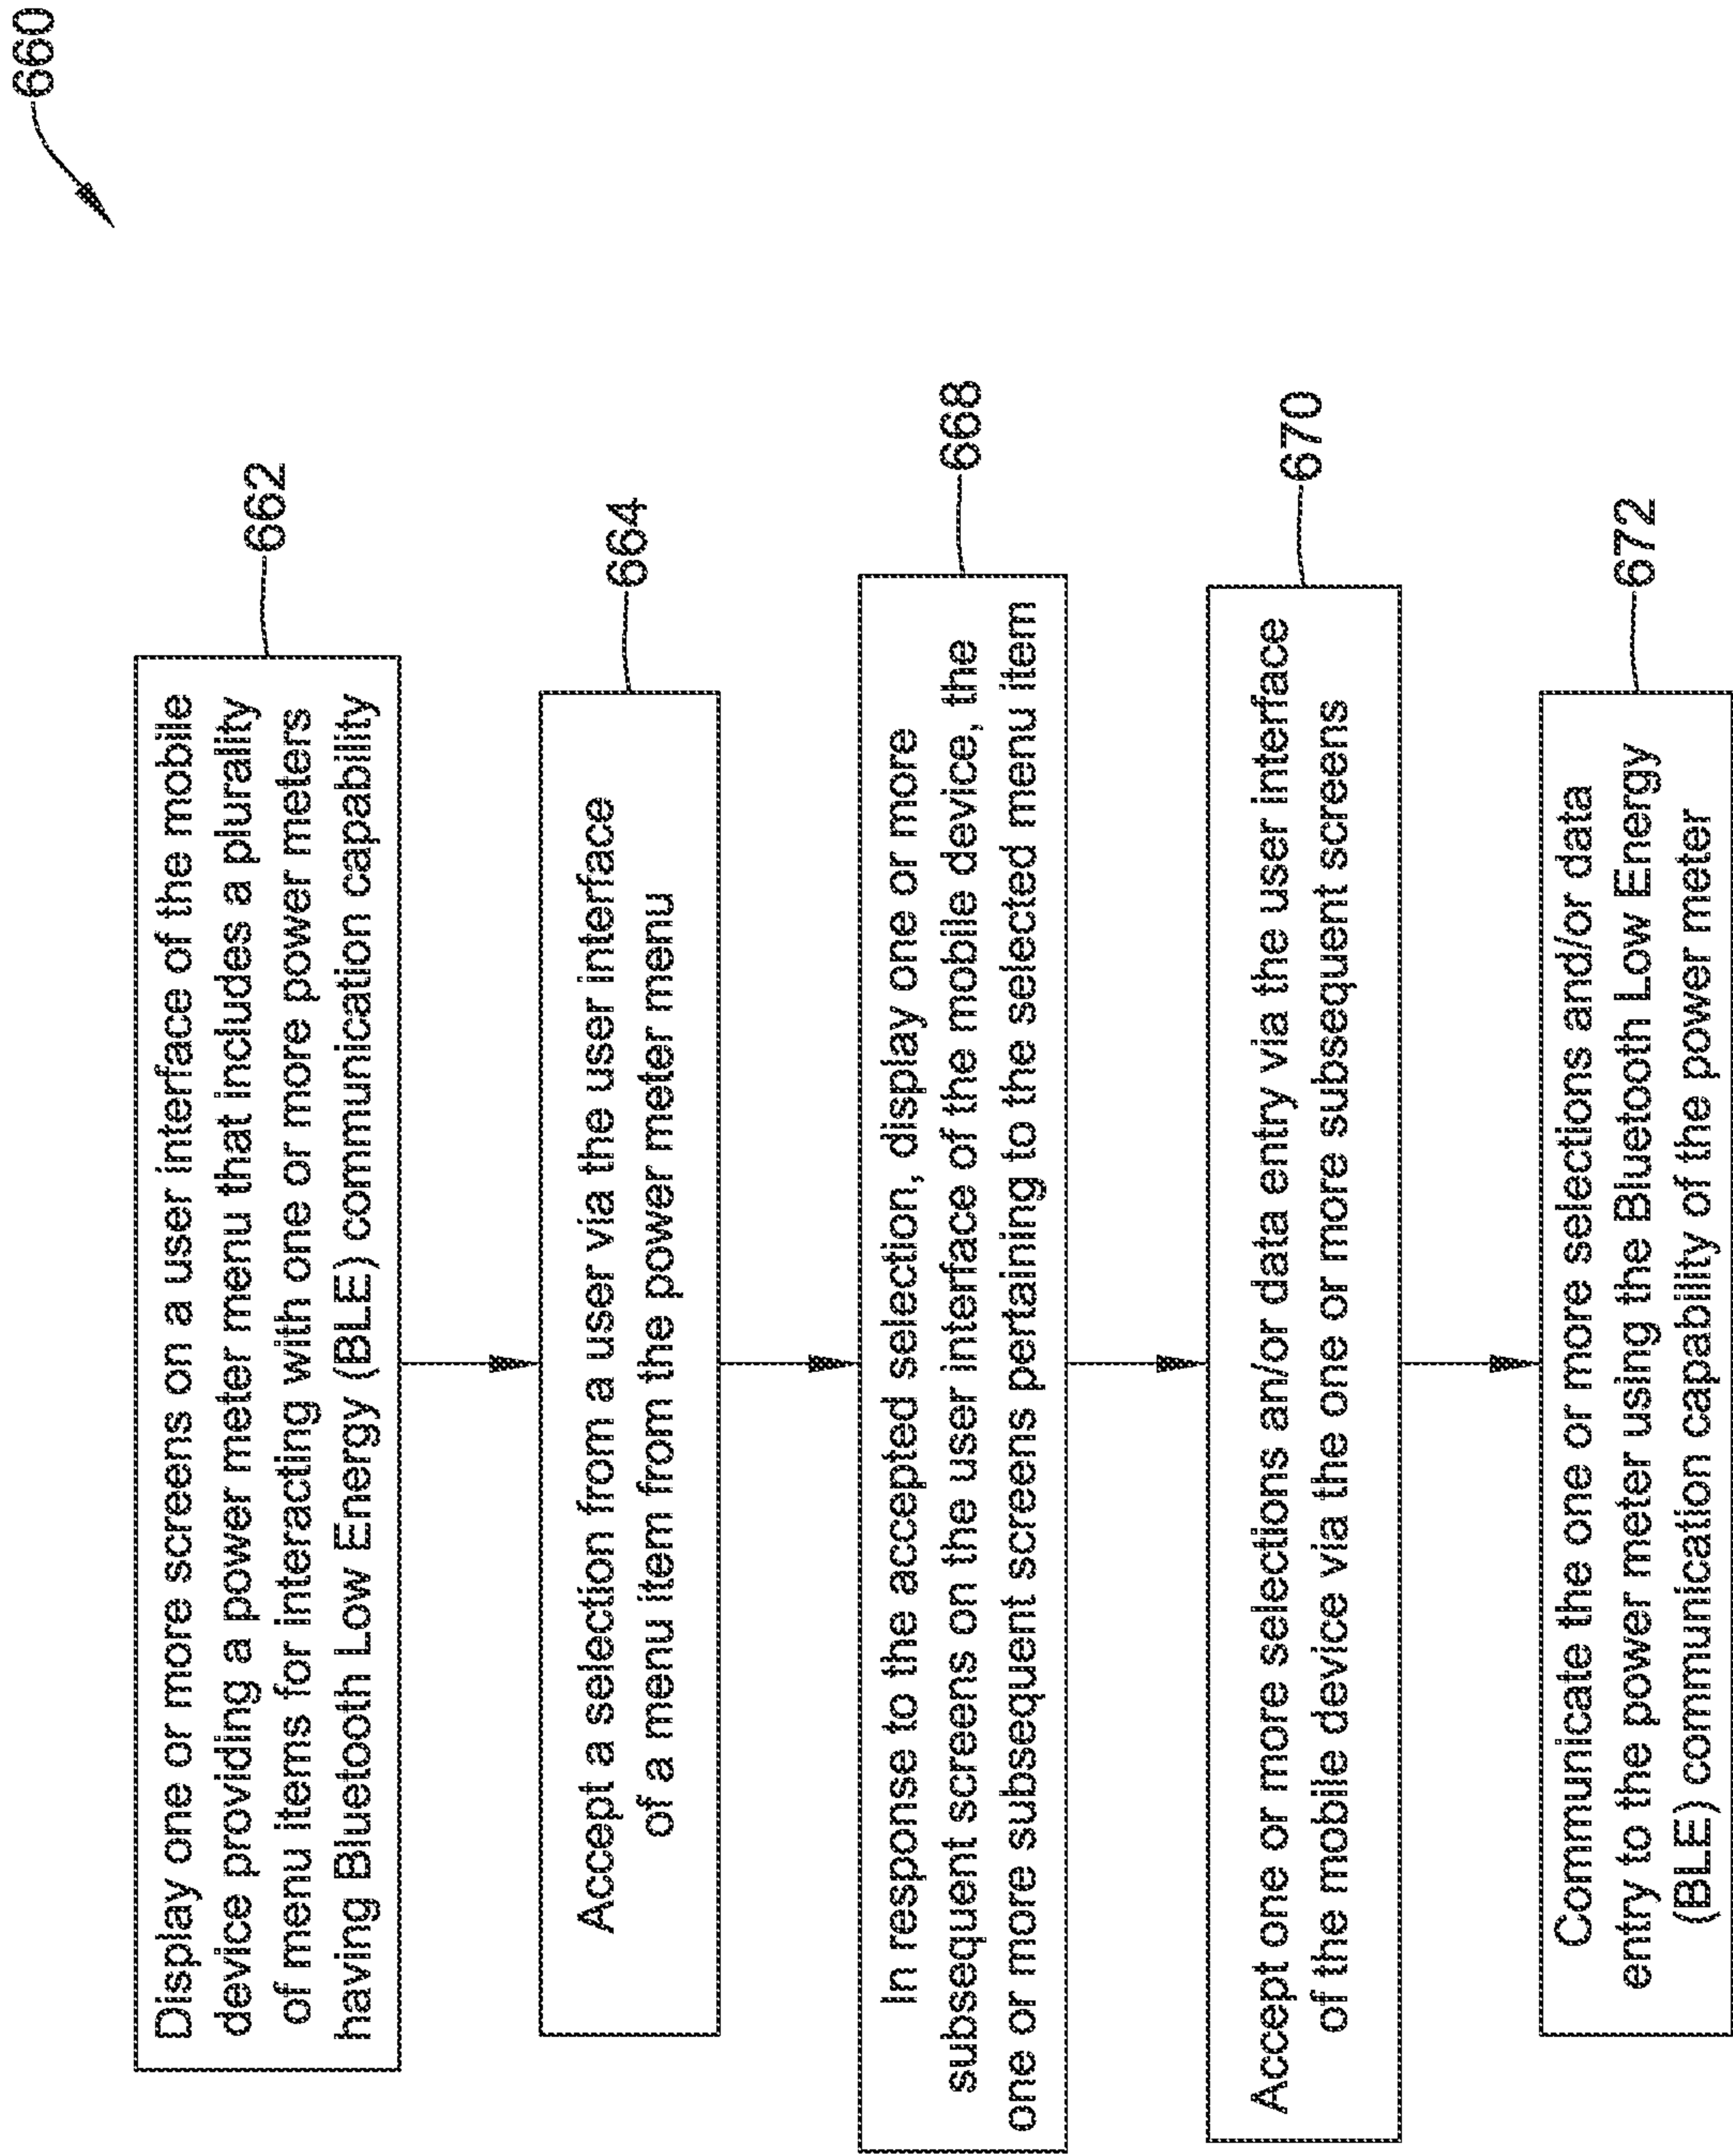 660
Display one or more screens on a user interface of the mobile
device providing a power meter menu that includes a plurality
of menu items for interacting with one or more power meters
having Bluetooth Low Energy (BLE) communication capability
662
Accept a selection from a user via the user interface
of a menu item from the power meter menu
664
In response to the accepted selection, display one or more
subsequent screens on the user interface of the mobile device, the
one or more subsequent screens pertaining to the selected menu item
668
Accept one or more selections an/or data entry via the user interface
of the mobile device via the one or more subsequent screens
670
Communicate the one or more selections and/or data
entry to the power meter using the Bluetooth Low Energy
(BLE) communication capability of the power meter
672